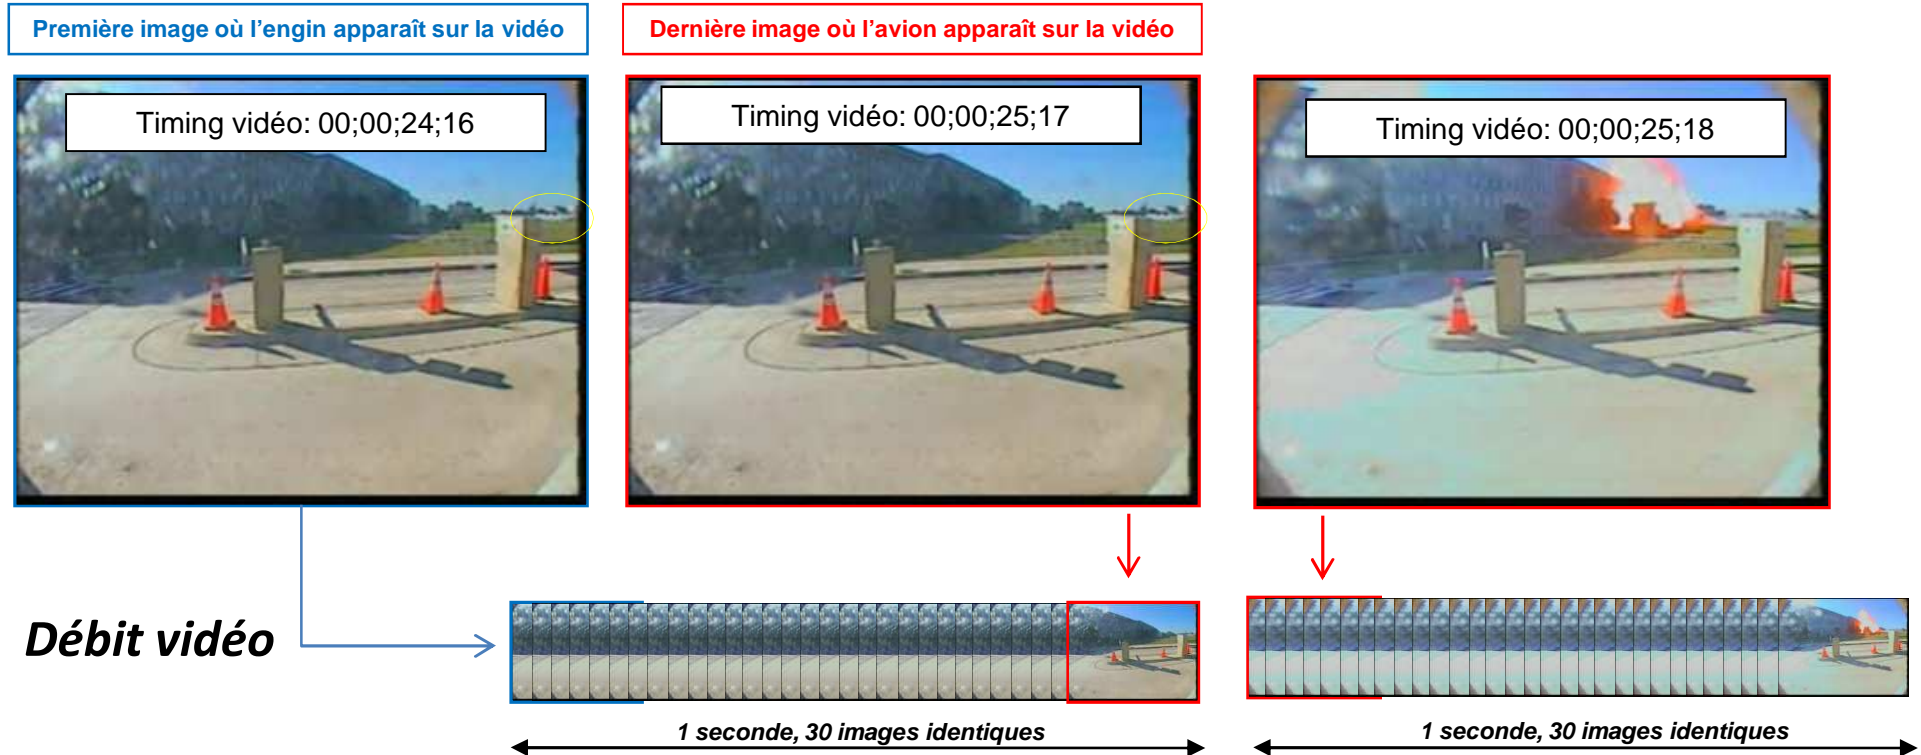 Première image où l'engin apparaît sur la vidéo
Dernière image où l'avion apparaît sur la vidéo
Timing vidéo: 00;00;24;16
Timing vidéo: 00;00;25;17
Timing vidéo: 00;00;25;18
Débit vidéo
1 seconde, 30 images identiques
1 seconde, 30 images identiques